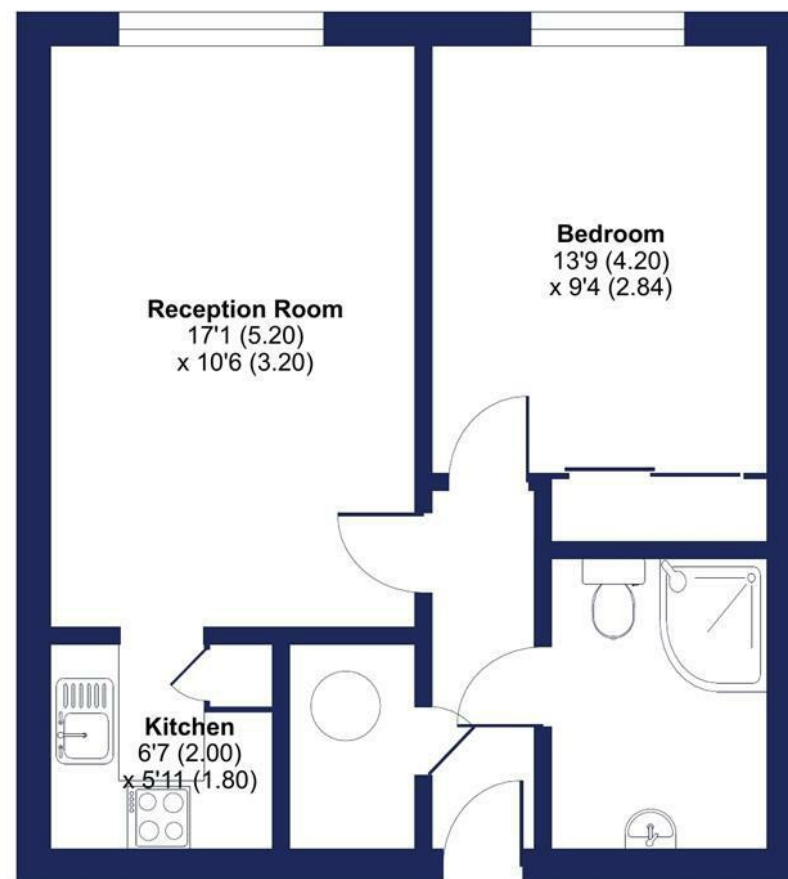 Bedroom
13'9 (4.20)
x 9'4 (2.84)
Reception Room
17'1 (5.20)
x 10'6 (3.20)
Kitchen
6'7 (2.00)
x 5'11 (1.80)